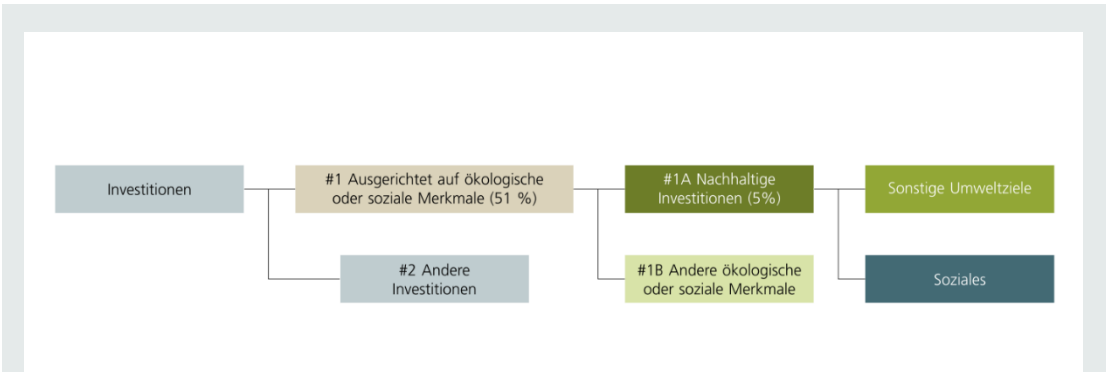 Investitionen
#1 Ausgerichtet auf ökologische
oder soziale Merkmale (51 %)
#1A Nachhaltige
Investitionen (5%)
Sonstige Umweltziele
#2 Andere
Investitionen
#1B Andere ökologische
oder soziale Merkmale
Soziales